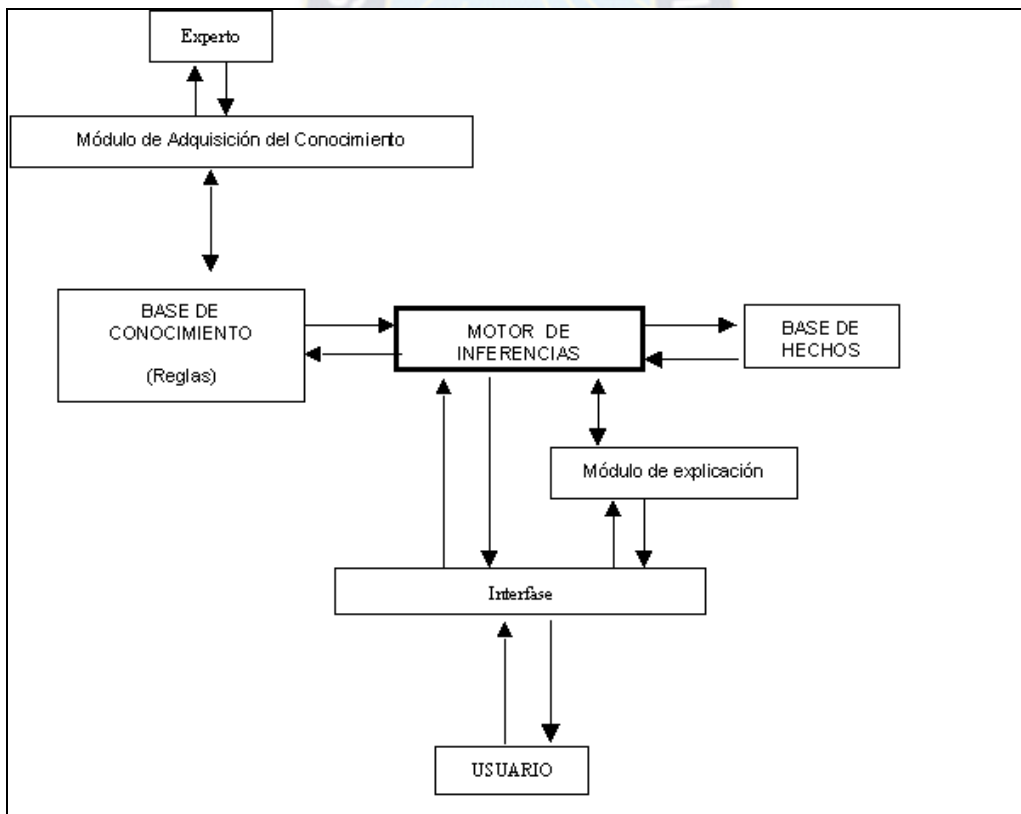 Experto
Módulo de Adquisición del Conocimiento
BASE DE
CONOCIMIENTO
(Reglas)
MOTOR DE
INFERENCIAS
BASE DE
HECHOS
Módulo de explicación
Interfase
USUARIO